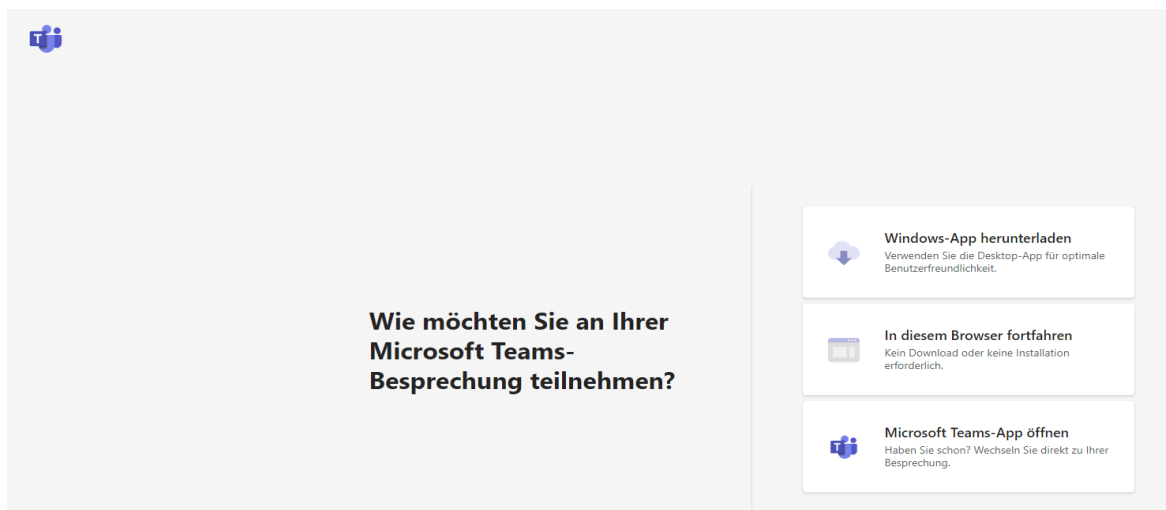 T
Wie möchten Sie an Ihrer
Microsoft Teams-
Besprechung teilnehmen?
Windows-App herunterladen
Verwenden Sie die Desktop-App für optimale
Benutzerfreundlichkeit.
In diesem Browser fortfahren
Kein Download oder keine Installation
erforderlich.
T
Microsoft Teams-App öffnen
Haben Sie schon? Wechseln Sie direkt zu Ihrer
Besprechung.